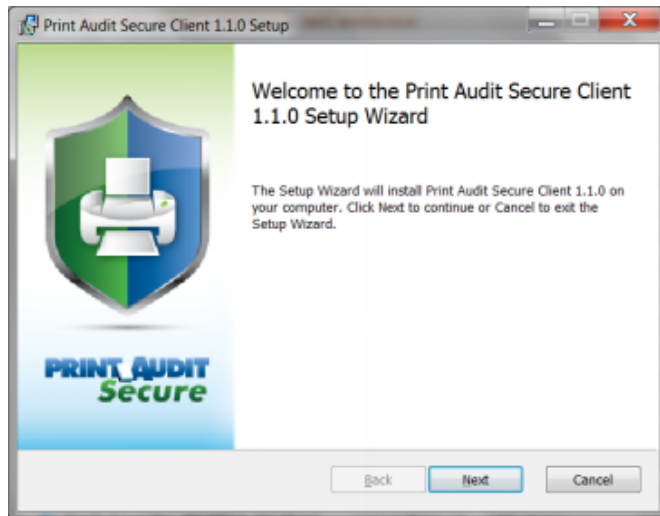 Print Audit Secure Client 1.1.0 Setup
Welcome to the Print Audit Secure Client
1.1.0 Setup Wizard
The Setup Wizard will install Print Audit Secure Client 1.1.0 on
your computer. Click Next to continue or Cancel to exit the
Setup Wizard.
PRINT AUDIT
Secure
Back
Next
Cancel